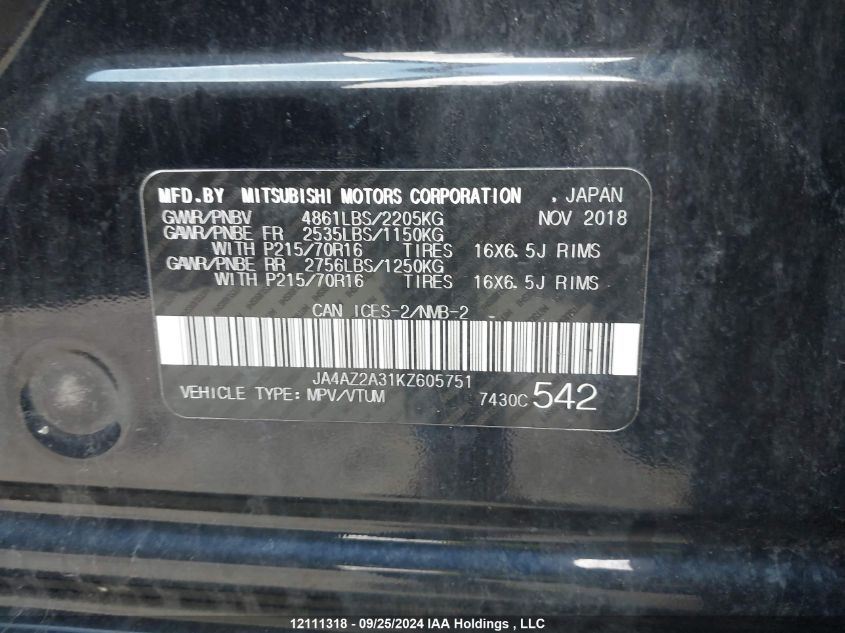 MFD.BY MITSUBISHI MOTORS CORPORATION , JAPAN
GVWR/PNBV 4861LBS/2205KG NOV 2018
GAWR/PNBE FR 2535LBS/1150KG
WITH P215/70R16 TIRES 16X6.5J RIMS
GAWR/PNBE RR 2756LBS/1250KG
WITH P215/70R16 TIRES 16X6.5J RIMS
CAN ICES-2/NMB-2
JA4AZ2A31KZ605751
VEHICLE TYPE:MPV/VTUM 7430C 542
12111318 - 09/25/2024 IAA Holdings , LLC